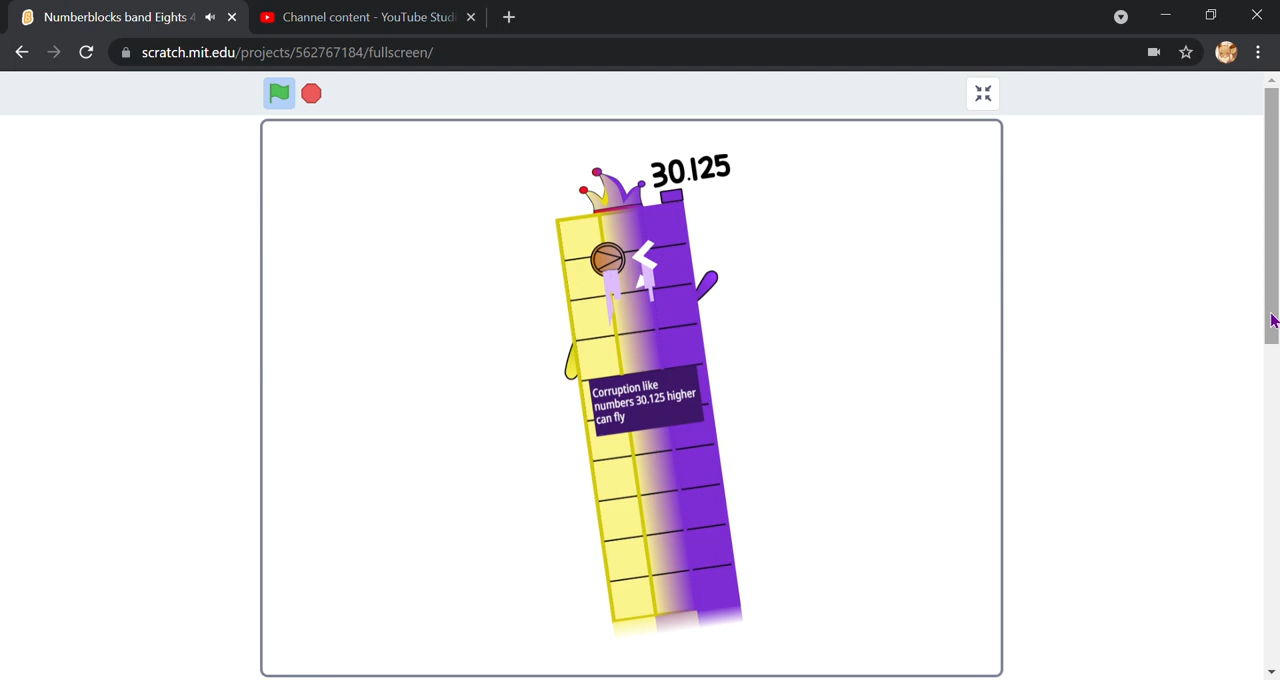 Numberblocks band Eights 4
Channel content - YouTube Studi
scratch.mit.edu/projects/562767184/fullscreen/
30.125
Corruption like
numbers 30.125 higher
can fly